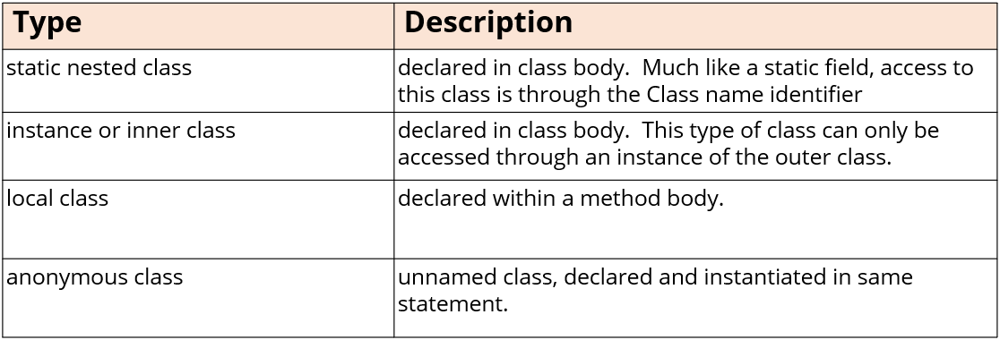 Type
Description
static nested class
declared in class body.  Much like a static field, access to
this class is through the Class name identifier
instance or inner class
declared in class body.  This type of class can only be
accessed through an instance of the outer class.
local class
declared within a method body.
anonymous class
unnamed class, declared and instantiated in same
statement.